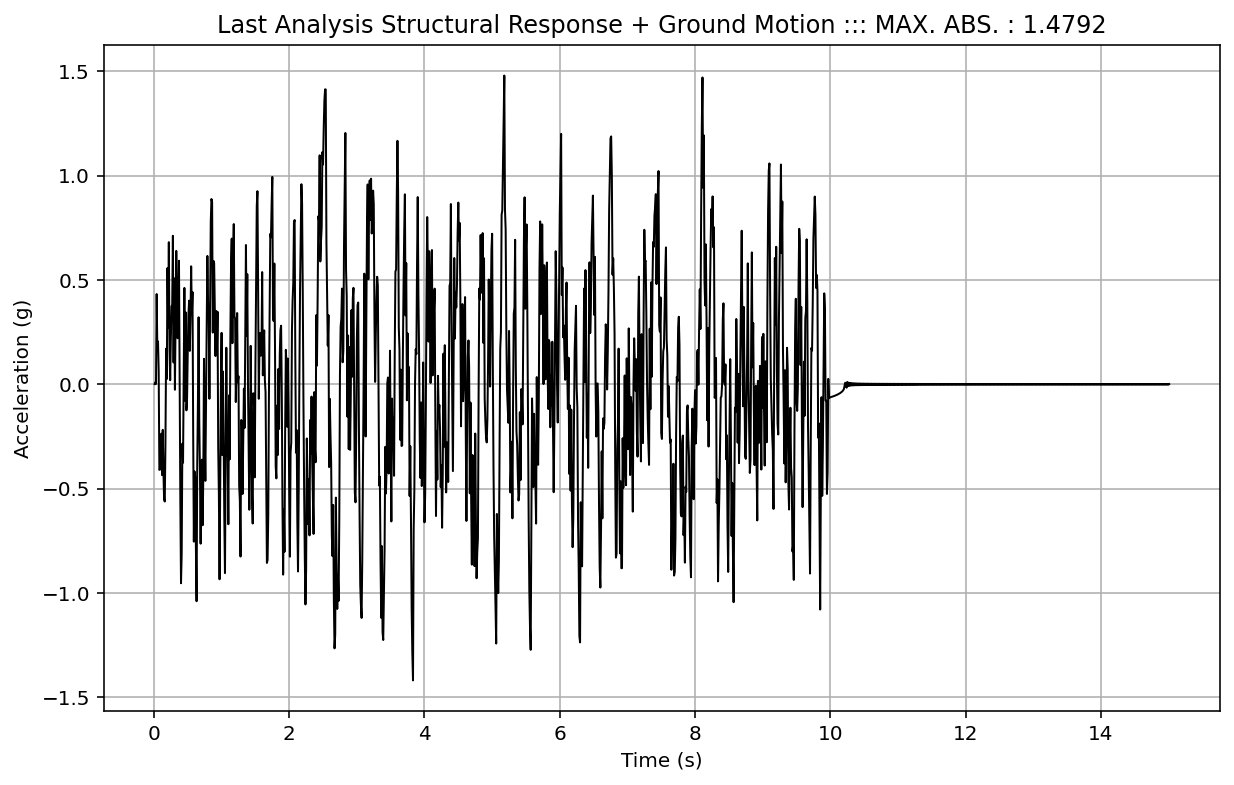 Last Analysis Structural Response + Ground Motion ::: MAX. ABS. : 1.4792
1.5
1.0
0.5
0.0
−0.5
−1.0
−1.5
Acceleration (g)
0 2 4 6 8 10 12 14
Time (s)